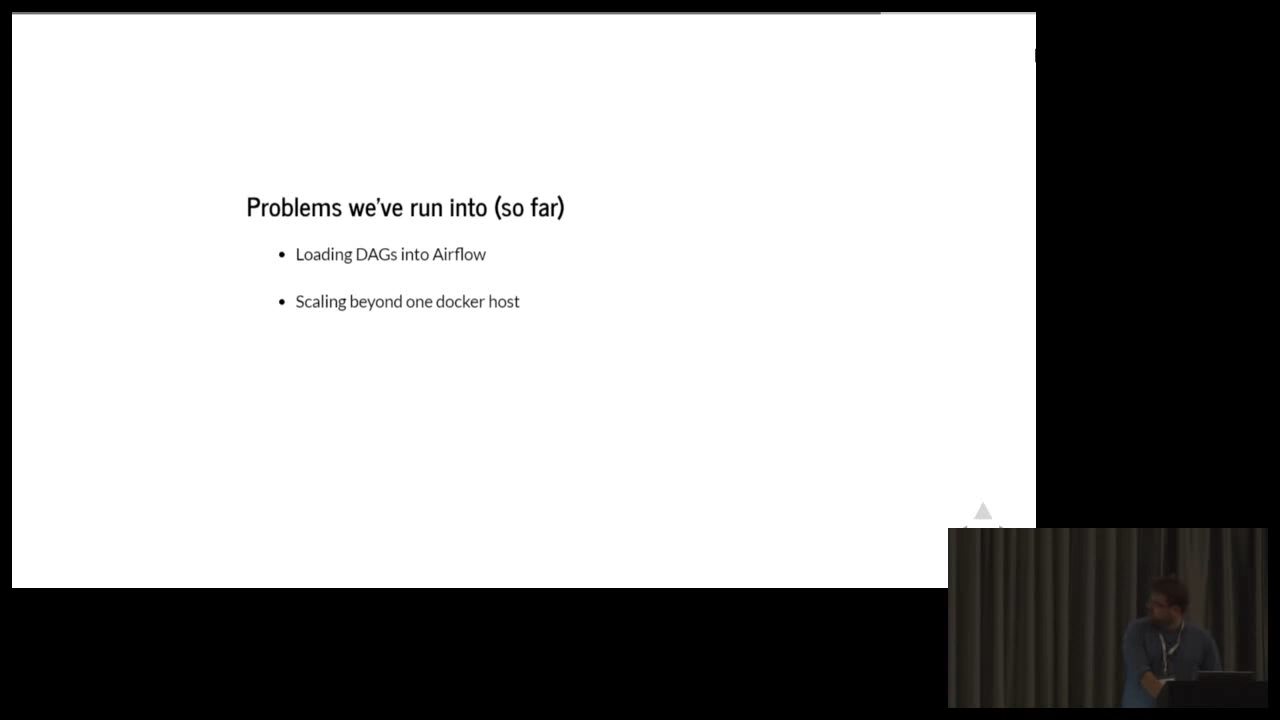 Problems we've run into (so far)
• Loading DAGs into Airflow
• Scaling beyond one docker host